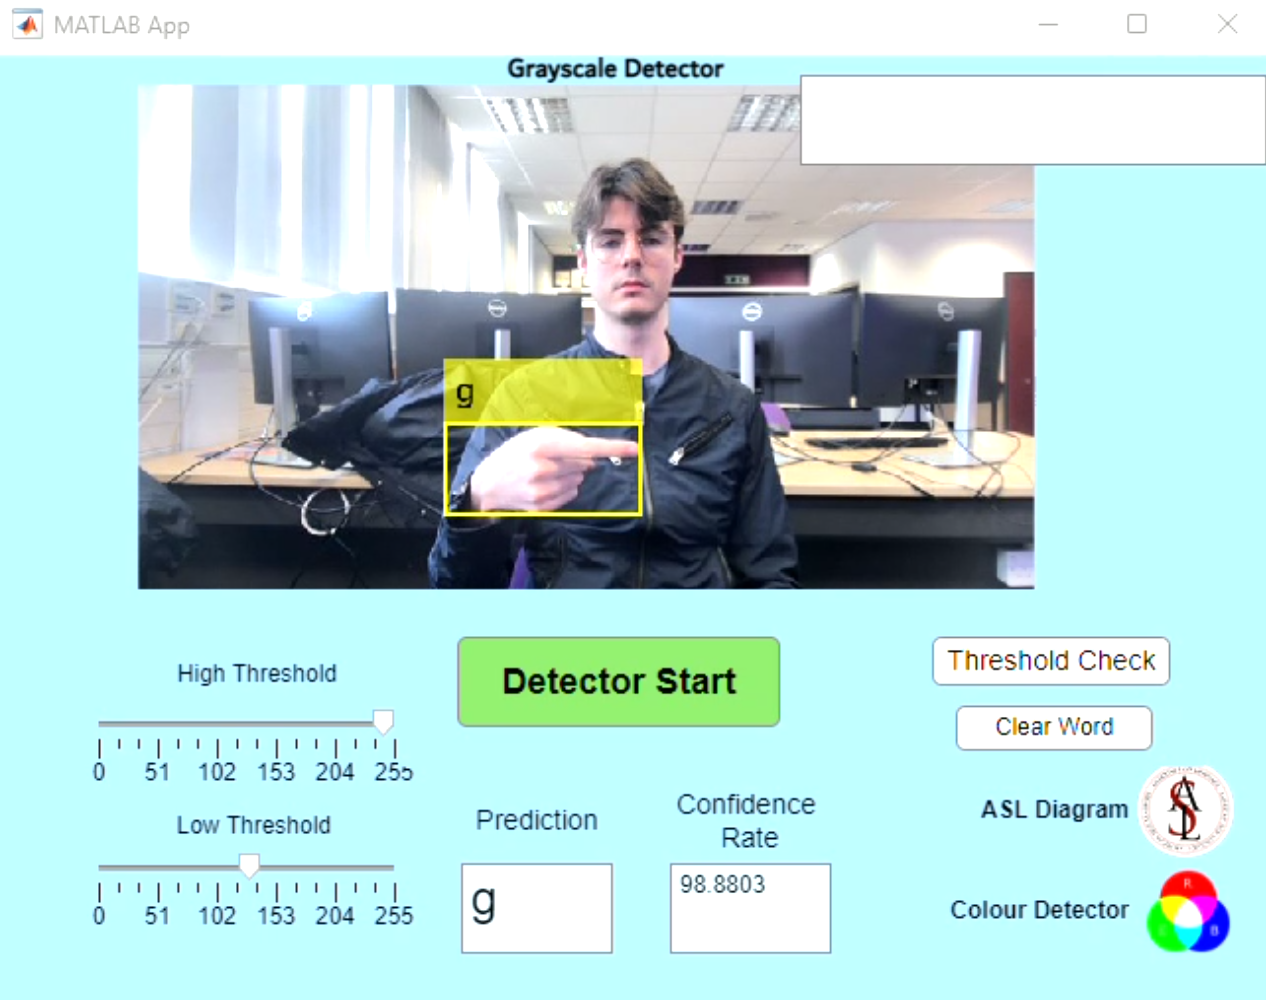 MATLAB App
Grayscale Detector
g
High Threshold
0 51 102 153 204 255
Low Threshold
0 51 102 153 204 255
Detector Start
Prediction
g
Confidence
Rate
98.8803
Threshold Check
Clear Word
ASL Diagram
ASL
Colour Detector
R
B